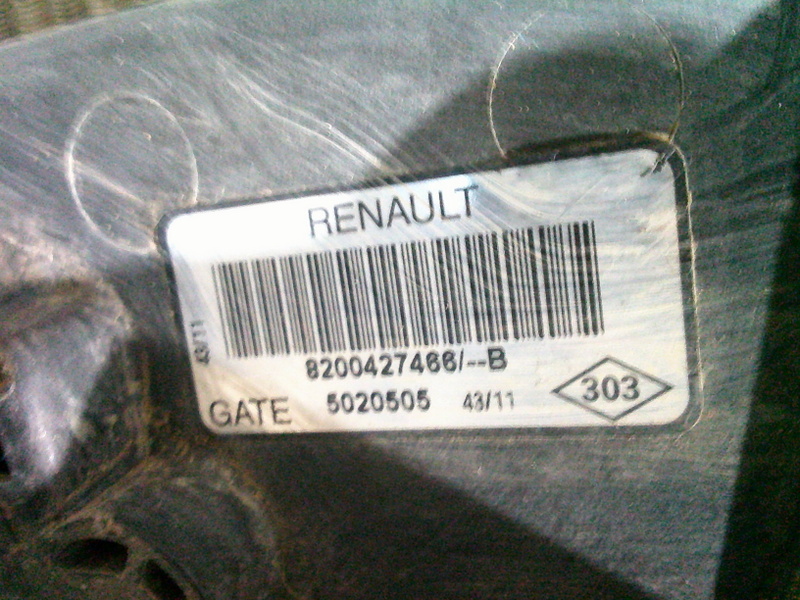 RENAULT
43/11
8200427466/--B
GATE 5020505 43/11
303